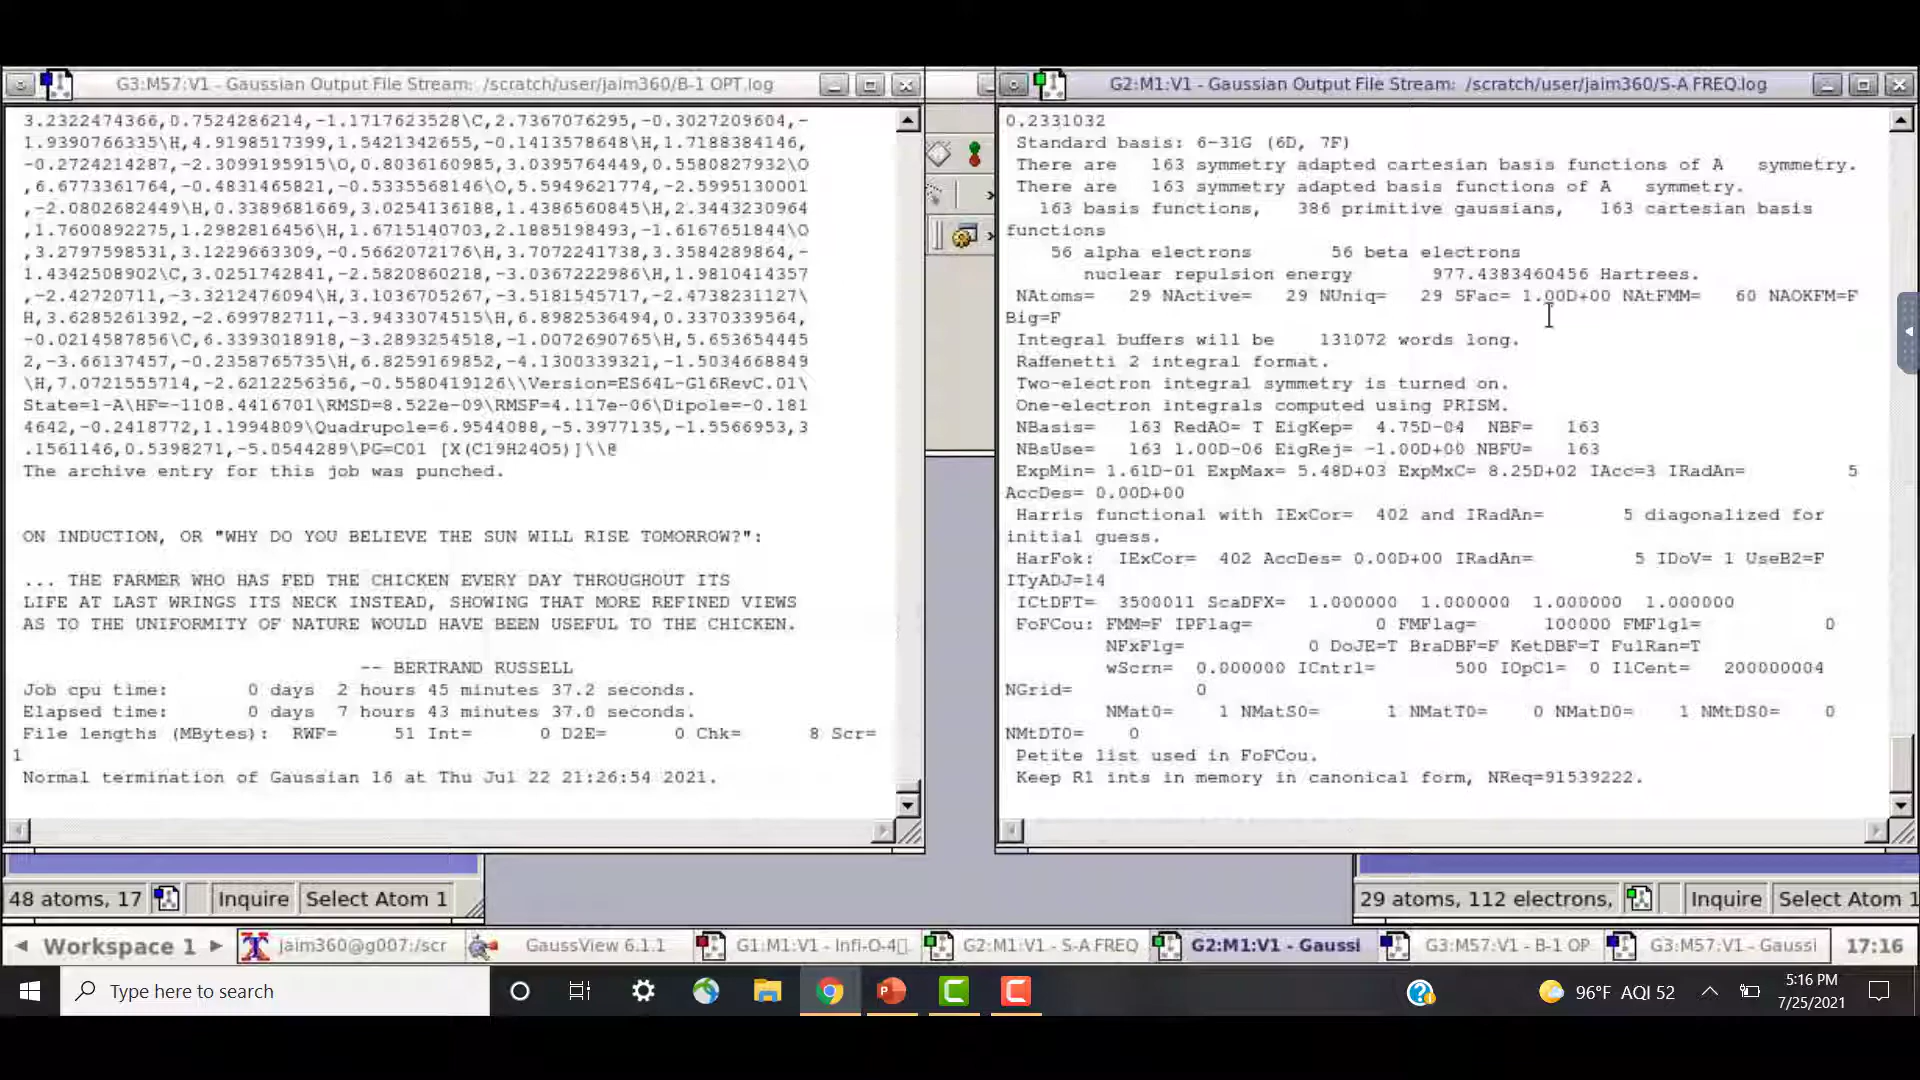 G3:M57:V1 - Gaussian Output File Stream: /scratch/user/jaim360/B-1 OPT.log
3.2322474366,0.7524286214,-1.1717623528\C,2.7367076295,-0.3027209604,-
1.9390766335\H,4.9198517399,1.5421342655,-0.1413578648\H,1.7188384146,
-0.2724214287,-2.3099195915\O,0.8036160985,3.0395764449,0.5580827932\O
,6.6773361764,-0.4831465821,-0.5335568146\O,5.5949621774,-2.5995130001
,-2.0802682449\H,0.3389681669,3.0254136188,1.4386560845\H,2.3443230964
,1.7600892275,1.2982816456\H,1.6715140703,2.1885198493,-1.6167651844\O
,3.2797598531,3.1229663309,-0.5662072176\H,3.7072241738,3.3584289864,-
1.4342508902\C,3.0251742841,-2.5820860218,-3.0367222986\H,1.9810414357
,-2.42720711,-3.3212476094\H,3.1036705267,-3.5181545717,-2.4738231127\
H,3.6285261392,-2.699782711,-3.9433074515\H,6.8982536494,0.3370339564,
-0.0214587856\C,6.3393018918,-3.2893254518,-1.0072690765\H,5.653654445
2,-3.66137457,-0.2358765735\H,6.8259169852,-4.1300339321,-1.5034668849
\H,7.0721555714,-2.6212256356,-0.5580419126\\Version=ES64L-G16RevC.01\
State=1-A\HF=-1108.4416701\RMSD=8.522e-09\RMSF=4.117e-06\Dipole=-0.181
4642,-0.2418772,1.1994809\Quadrupole=6.9544088,-5.3977135,-1.5566953,3
.1561146,0.5398271,-5.0544289\PG=C01 [X(C19H24O5)]\\@
The archive entry for this job was punched.
ON INDUCTION, OR "WHY DO YOU BELIEVE THE SUN WILL RISE TOMORROW?":
... THE FARMER WHO HAS FED THE CHICKEN EVERY DAY THROUGHOUT ITS
LIFE AT LAST WRINGS ITS NECK INSTEAD, SHOWING THAT MORE REFINED VIEWS
AS TO THE UNIFORMITY OF NATURE WOULD HAVE BEEN USEFUL TO THE CHICKEN.
-- BERTRAND RUSSELL
Job cpu time: 0 days 2 hours 45 minutes 37.2 seconds.
Elapsed time: 0 days 7 hours 43 minutes 37.0 seconds.
File lengths (MBytes): RWF= 51 Int= 0 D2E= 0 Chk= 8 Scr=
1
Normal termination of Gaussian 16 at Thu Jul 22 21:26:54 2021.
G2:M1:V1 - Gaussian Output File Stream: /scratch/user/jaim360/S-A FREQ.log
0.2331032
Standard basis: 6-31G (6D, 7F)
There are 163 symmetry adapted cartesian basis functions of A symmetry.
There are 163 symmetry adapted basis functions of A symmetry.
163 basis functions, 386 primitive gaussians, 163 cartesian basis
functions
56 alpha electrons 56 beta electrons
nuclear repulsion energy 977.4383460456 Hartrees.
NAtoms= 29 NActive= 29 NUniq= 29 SFac= 1.00D+00 NAtFMM= 60 NAOKFM=F
Big=F
Integral buffers will be 131072 words long.
Raffenetti 2 integral format.
Two-electron integral symmetry is turned on.
One-electron integrals computed using PRISM.
NBasis= 163 RedAO= T EigKep= 4.75D-04 NBF= 163
NBsUse= 163 1.00D-06 EigRej= -1.00D+00 NBFU= 163
ExpMin= 1.61D-01 ExpMax= 5.48D+03 ExpMxC= 8.25D+02 IAcc=3 IRadAn= 5
AccDes= 0.00D+00
Harris functional with IExCor= 402 and IRadAn= 5 diagonalized for
initial guess.
HarFok: IExCor= 402 AccDes= 0.00D+00 IRadAn= 5 IDoV= 1 UseB2=F
ITyADJ=14
ICtDFT= 3500011 ScaDFX= 1.000000 1.000000 1.000000 1.000000
FoFCou: FMM=F IPFlag= 0 FMFlag= 100000 FMFlg1= 0
NFxFlg= 0 DoJE=T BraDBF=F KetDBF=T FulRan=T
wScrn= 0.000000 ICntrl= 500 IOpCl= 0 I1Cent= 200000004
NGrid= 0
NMat0= 1 NMatS0= 1 NMatT0= 0 NMatD0= 1 NMtDS0= 0
NMtDT0= 0
Petite list used in FoFCou.
Keep R1 ints in memory in canonical form, NReq=91539222.
48 atoms, 17 Inquire Select Atom 1
29 atoms, 112 electrons, Inquire Select Atom 1
Workspace 1 jaim360@g007:/scr GaussView 6.1.1 G1:M1:V1 - Infi-O-4 G2:M1:V1 - S-A FREQ G2:M1:V1 - Gaussi G3:M57:V1 - B-1 OP G3:M57:V1 - Gaussi 17:16
Type here to search 96°F AQI 52 5:16 PM
7/25/2021